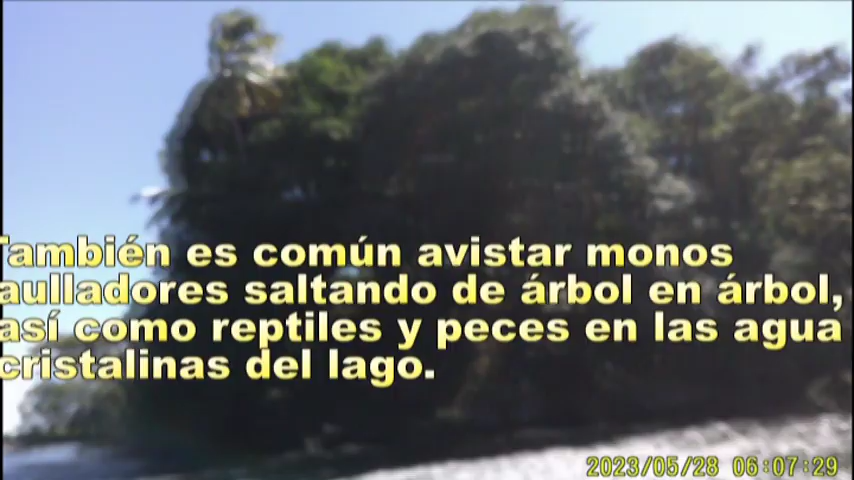 También es común avistar monos
aulladores saltando de árbol en árbol,
así como reptiles y peces en las agua
cristalinas del lago.
2023/05/28 06:07:29